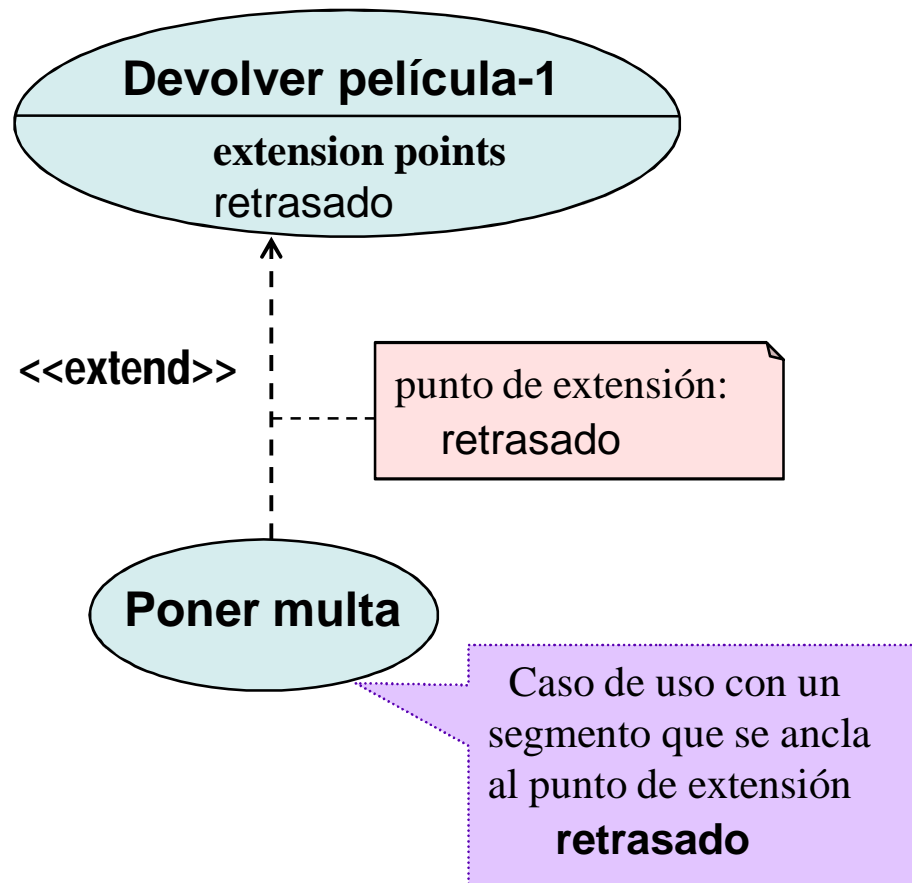 Devolver película-1
extension points
retrasado
<<extend>>
punto de extensión:
retrasado
Poner multa
Caso de uso con un
segmento que se ancla
al punto de extensión
retrasado